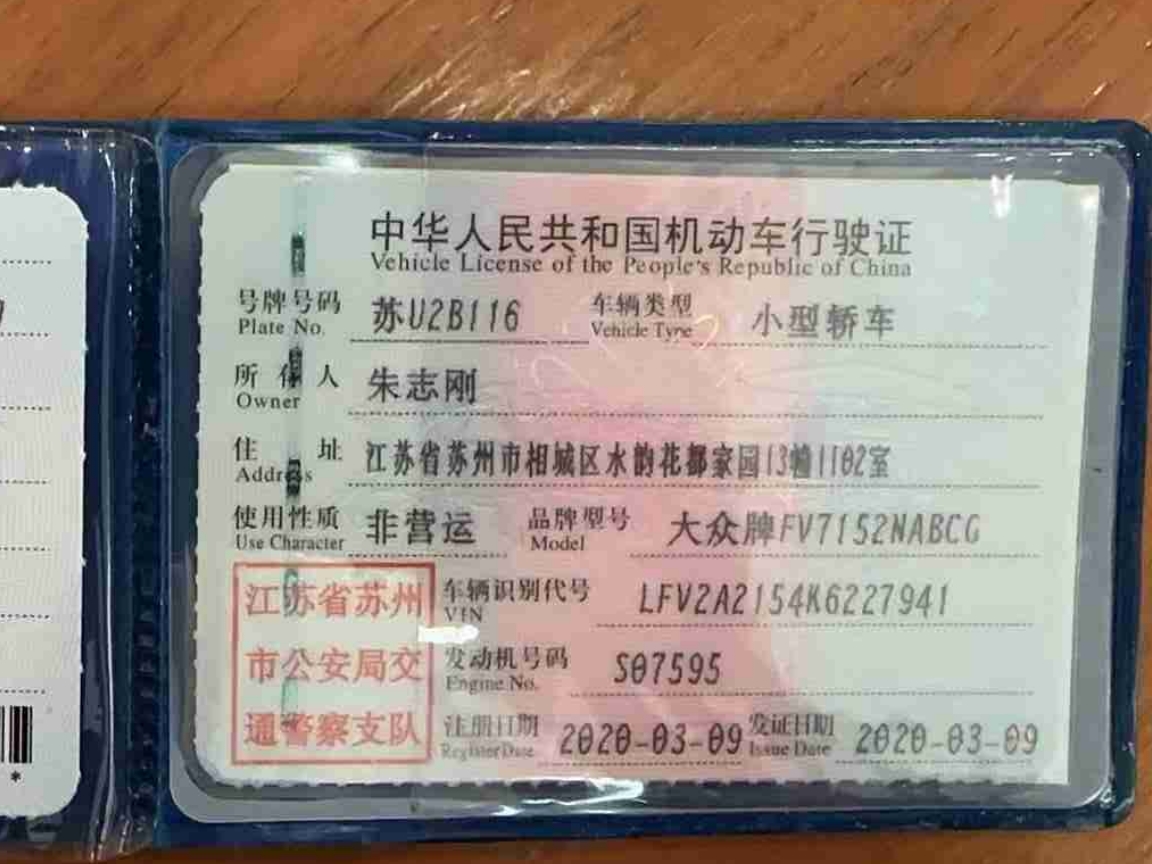 中华人民共和国机动车行驶证
Vehicle License of the People's Republic of China
号牌号码 苏U2B116 车辆类型 小型轿车
Plate No. Vehicle Type
所有人 朱志刚
Owner
住址 江苏省苏州市相城区水韵花都家园13幢1102室
Address
使用性质 非营运 品牌型号 大众牌FV7152NABCG
Use Character Model
江苏省苏州
市公安局交
通警察支队
车辆识别代号 LFV2A2154K6227941
VIN
发动机号码 S07595
Engine No.
注册日期 2020-03-09 发证日期 2020-03-09
Register Date Issue Date
*